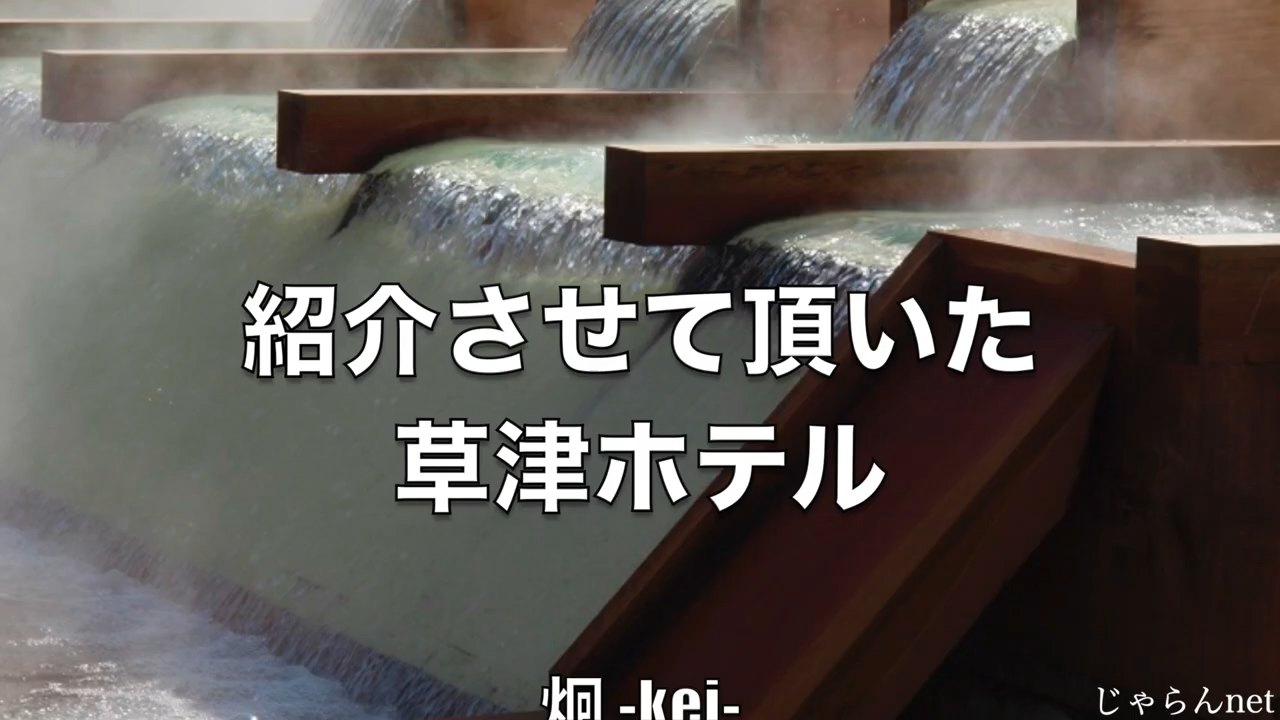 紹介させて頂いた
草津ホテル
炯 -kei-
じゃらんnet